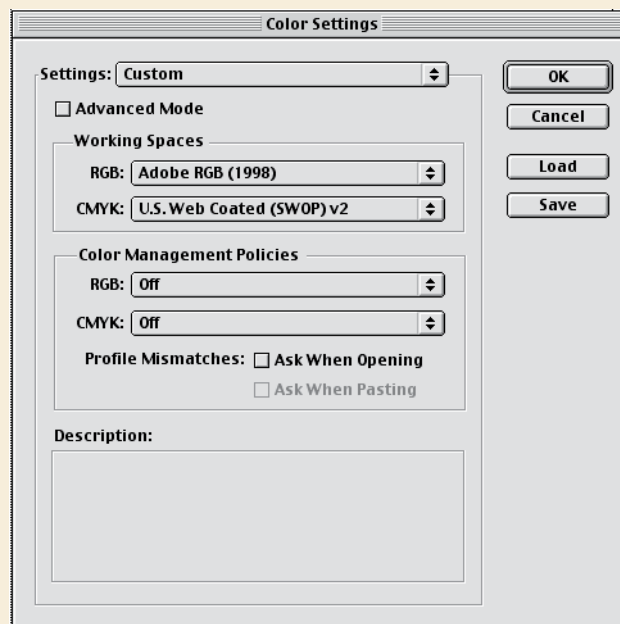 Color Settings
Settings: Custom
OK
Advanced Mode
Cancel
Working Spaces
RGB: Adobe RGB (1998)
Load
CMYK: U.S. Web Coated (SWOP) v2
Save
Color Management Policies
RGB: Off
CMYK: Off
Profile Mismatches: Ask When Opening
Ask When Pasting
Description: